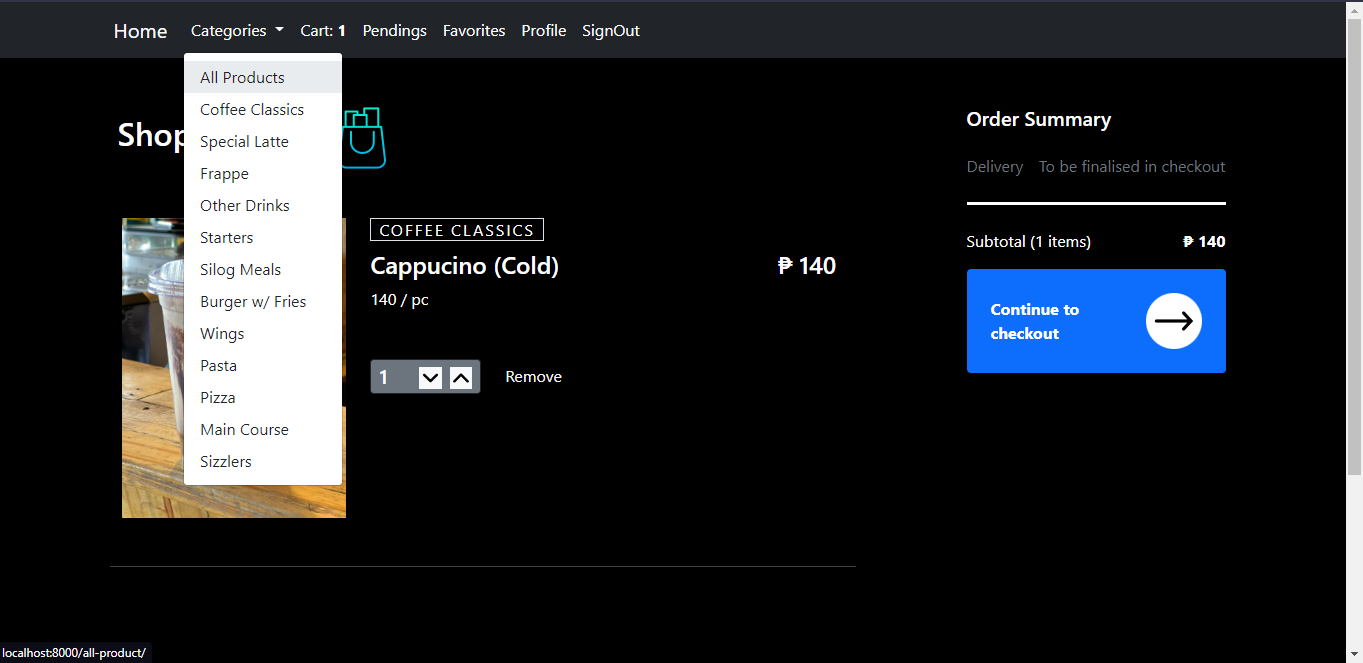 Home Categories Cart: 1 Pendings Favorites Profile SignOut
All Products
Coffee Classics
Special Latte
Frappe
Other Drinks
Starters
Silog Meals
Burger w/ Fries
Wings
Pasta
Pizza
Main Course
Sizzlers
Shop
COFFEE CLASSICS
Cappucino (Cold)
₱ 140
140 / pc
1
Remove
Order Summary
Delivery To be finalised in checkout
Subtotal (1 items) ₱ 140
Continue to
checkout
localhost:8000/all-product/